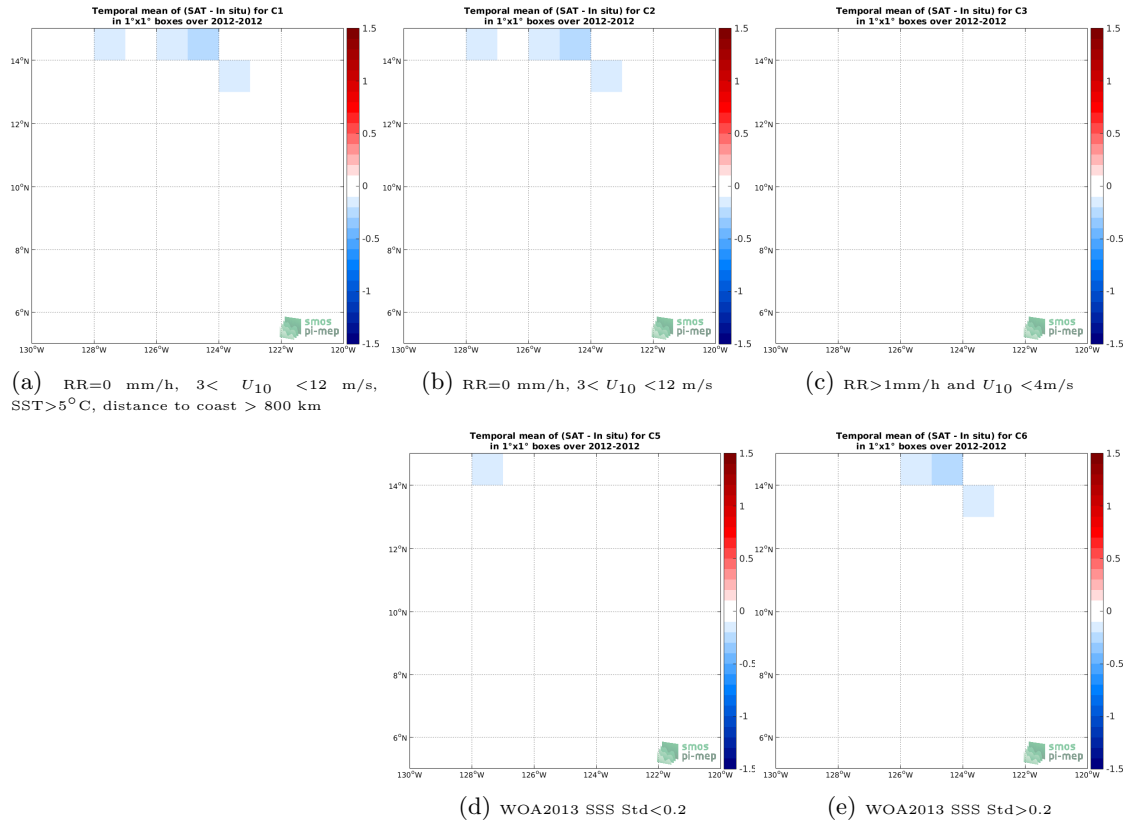 Temporal mean of (SAT - In situ) for C1
in 1°x1° boxes over 2012-2012
14°N
12°N
10°N
8°N
6°N
130°W 128°W 126°W 124°W 122°W 120°W
1.5
1
0.5
0
-0.5
-1
-1.5
smos
pi-mep
(a) RR=0 mm/h, 3< U10 <12 m/s,
SST>5°C, distance to coast > 800 km
Temporal mean of (SAT - In situ) for C2
in 1°x1° boxes over 2012-2012
14°N
12°N
10°N
8°N
6°N
130°W 128°W 126°W 124°W 122°W 120°W
1.5
1
0.5
0
-0.5
-1
-1.5
smos
pi-mep
(b) RR=0 mm/h, 3< U10 <12 m/s
Temporal mean of (SAT - In situ) for C3
in 1°x1° boxes over 2012-2012
14°N
12°N
10°N
8°N
6°N
130°W 128°W 126°W 124°W 122°W 120°W
1.5
1
0.5
0
-0.5
-1
-1.5
smos
pi-mep
(c) RR>1mm/h and U10 <4m/s
Temporal mean of (SAT - In situ) for C5
in 1°x1° boxes over 2012-2012
14°N
12°N
10°N
8°N
6°N
130°W 128°W 126°W 124°W 122°W 120°W
1.5
1
0.5
0
-0.5
-1
-1.5
smos
pi-mep
(d) WOA2013 SSS Std<0.2
Temporal mean of (SAT - In situ) for C6
in 1°x1° boxes over 2012-2012
14°N
12°N
10°N
8°N
6°N
130°W 128°W 126°W 124°W 122°W 120°W
1.5
1
0.5
0
-0.5
-1
-1.5
smos
pi-mep
(e) WOA2013 SSS Std>0.2